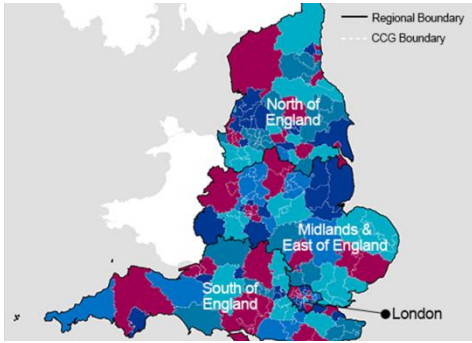 Regional Boundary
CCG Boundary
North of
England
Midlands &
East of England
South of
England
London